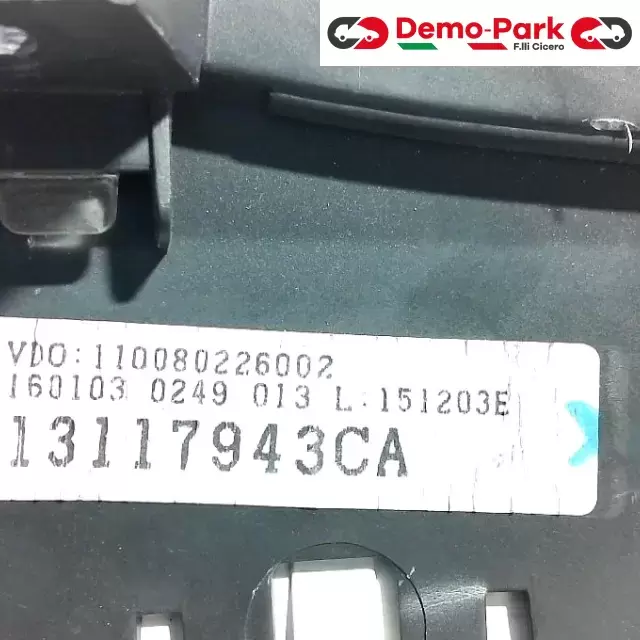 Demo-Park
F.lli Cicero
VDO:110080226002
160103 0249 013 L:151203E
13117943CA